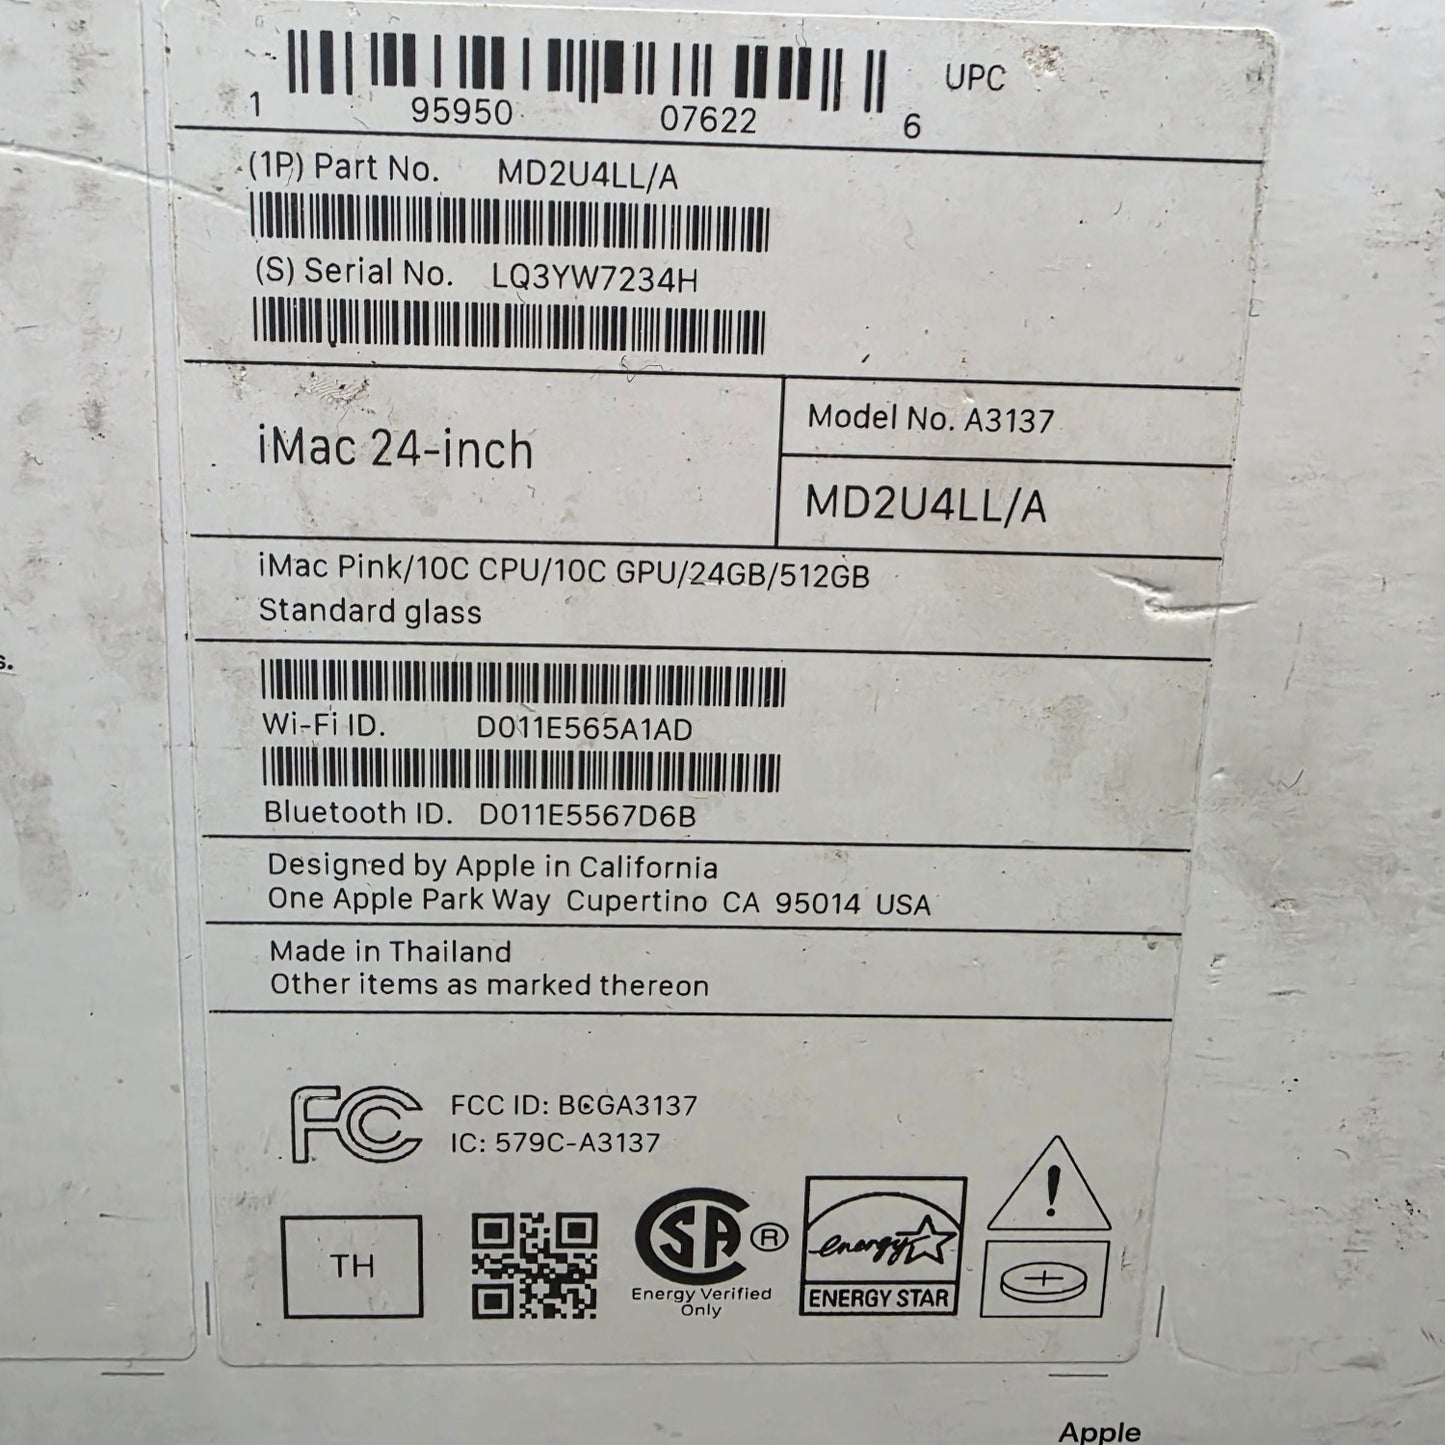 UPC
1 95950 07622 6
(1P) Part No. MD2U4LL/A
(S) Serial No. LQ3YW7234H
iMac 24-inch
Model No. A3137
MD2U4LL/A
iMac Pink/10C CPU/10C GPU/24GB/512GB
Standard glass
s.
Wi-Fi ID. D011E565A1AD
Bluetooth ID. D011E5567D6B
Designed by Apple in California
One Apple Park Way Cupertino CA 95014 USA
Made in Thailand
Other items as marked thereon
FC
FCC ID: BCGA3137
IC: 579C-A3137
TH
SA ®
Energy Verified
Only
energy
ENERGY STAR
!
+
Apple